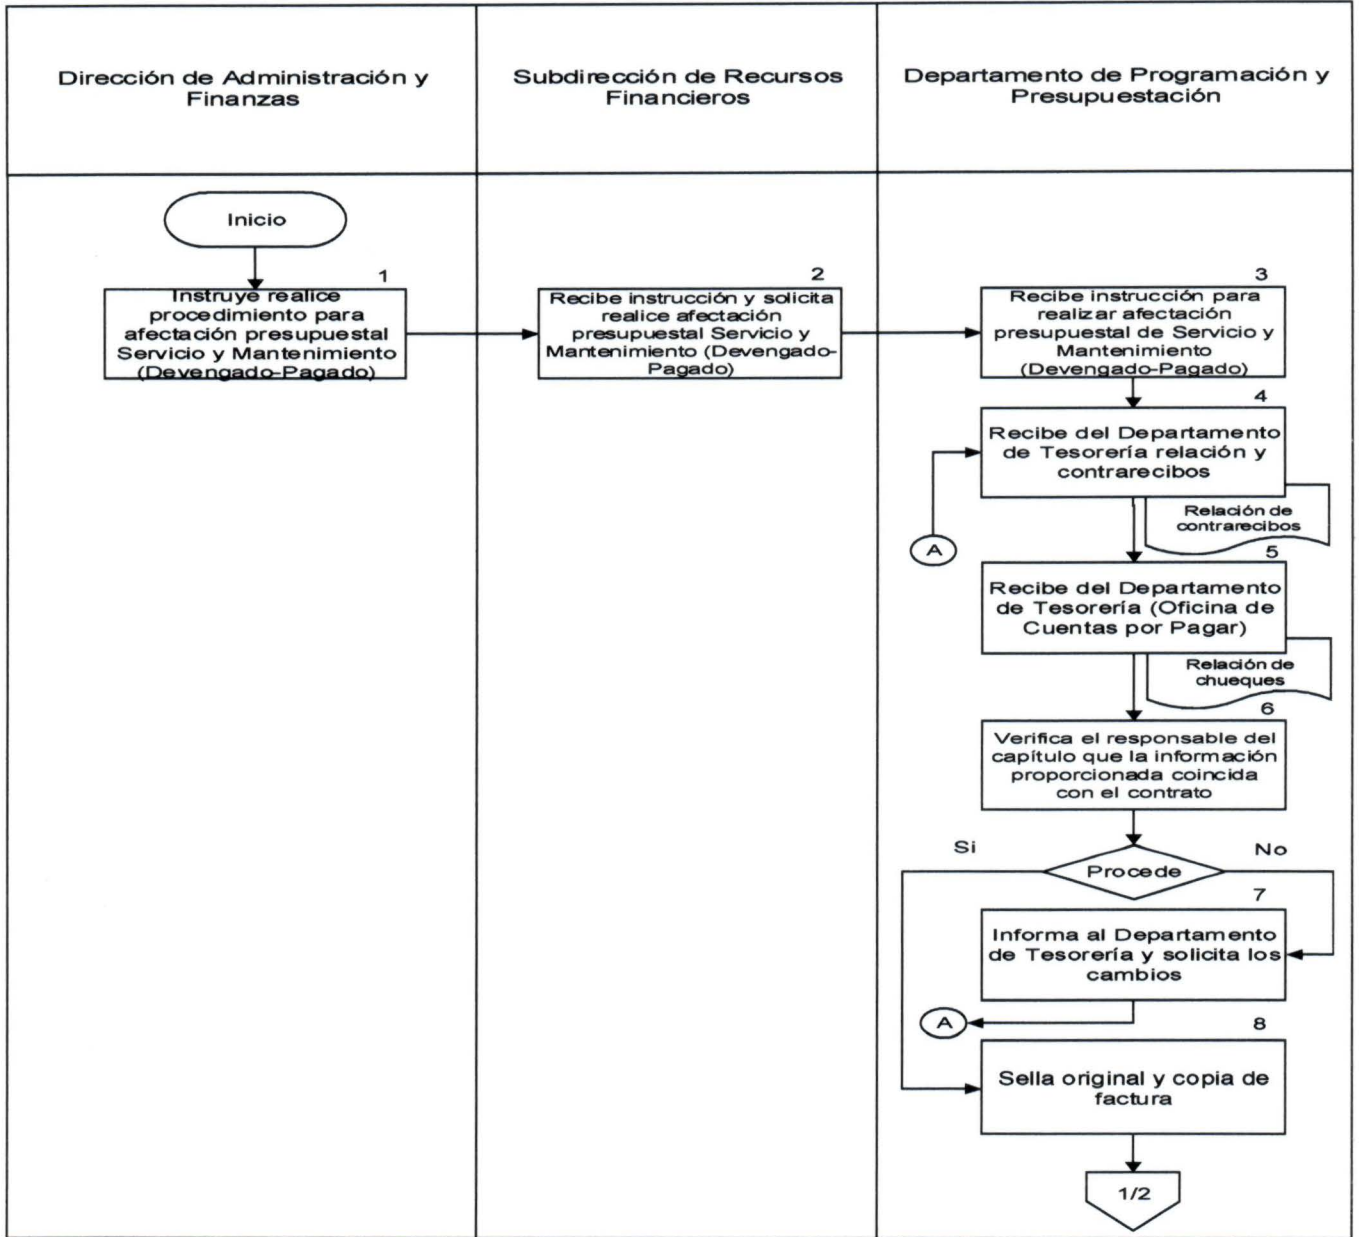 Dirección de Administración y
Finanzas
Subdirección de Recursos
Financieros
Departamento de Programación y
Presupuestación
Inicio
1
Instruye realice
procedimiento para
afectación presupuestal
Servicio y Mantenimiento
(Devengado-Pagado)
2
Recibe instrucción y solicita
realice afectación
presupuestal Servicio y
Mantenimiento (Devengado-
Pagado)
3
Recibe instrucción para
realizar afectación
presupuestal de Servicio y
Mantenimiento
(Devengado-Pagado)
4
Recibe del Departamento
de Tesorería relación y
contrarecibos
Relación de
contrarecibos
A
5
Recibe del Departamento
de Tesorería (Oficina de
Cuentas por Pagar)
Relación de
chueques
6
Verifica el responsable del
capítulo que la información
proporcionada coincida
con el contrato
Si
No
Procede
7
Informa al Departamento
de Tesorería y solicita los
cambios
A
8
Sella original y copia de
factura
1/2